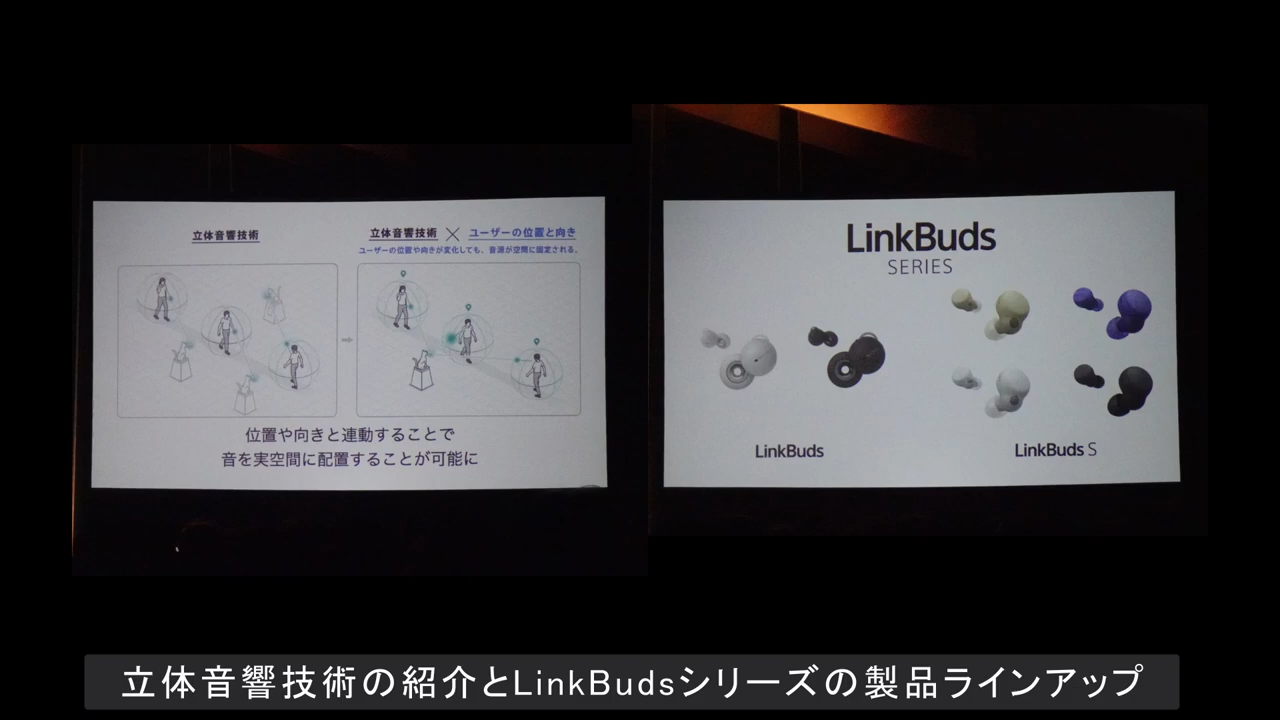 立体音響技術
立体音響技術 × ユーザーの位置と向き
ユーザーの位置や向きが変化しても、音源が空間に固定される。
位置や向きと連動することで
音を実空間に配置することが可能に
LinkBuds
SERIES
LinkBuds
LinkBuds S
立体音響技術の紹介とLinkBudsシリーズの製品ラインアップ